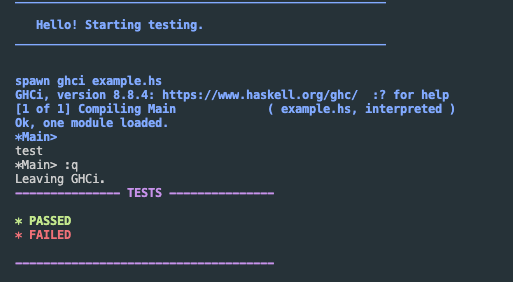 Hello! Starting testing.
spawn ghci example.hs
GHCi, version 8.8.4: https://www.haskell.org/ghc/  :? for help
[1 of 1] Compiling Main             ( example.hs, interpreted )
Ok, one module loaded.
*Main>
test
*Main> :q
Leaving GHCi.
--------------- TESTS ---------------
* PASSED
* FAILED
-------------------------------------